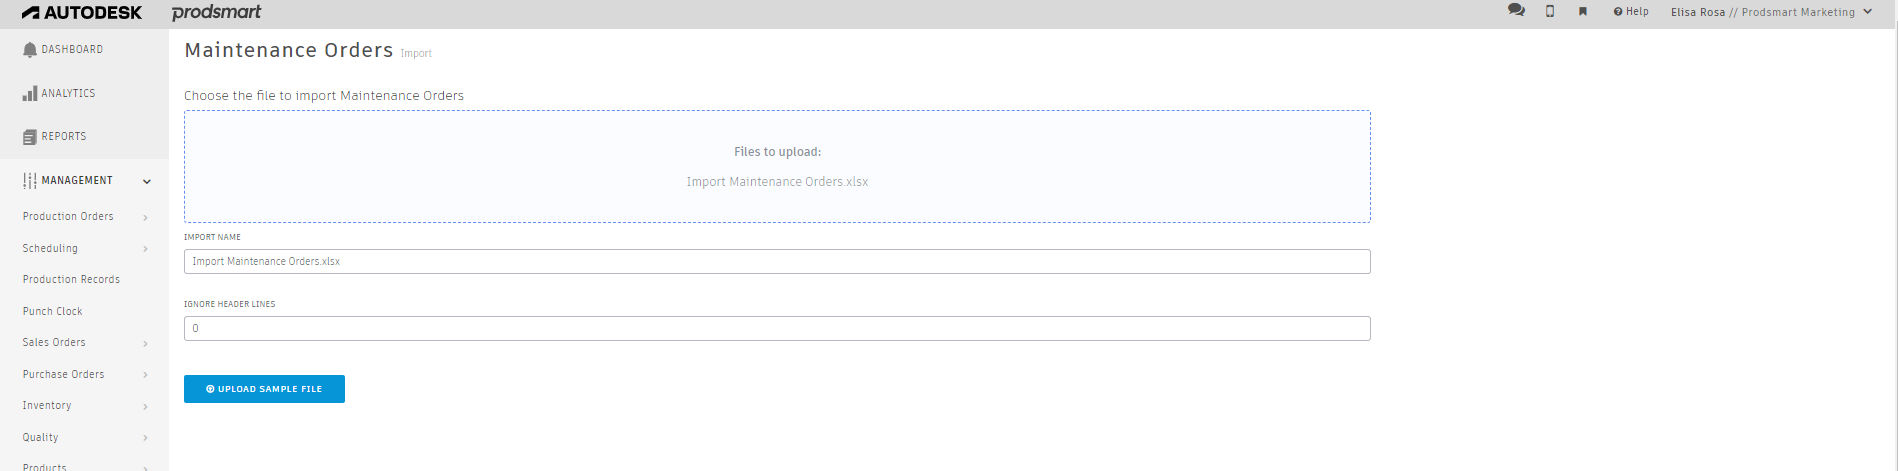 AUTODESK prodsmart Help Elisa Rosa // Prodsmart Marketing
DASHBOARD
ANALYTICS
REPORTS
MANAGEMENT
Production Orders
Scheduling
Production Records
Punch Clock
Sales Orders
Purchase Orders
Inventory
Quality
Products
Maintenance Orders Import
Choose the file to import Maintenance Orders
Files to upload:
Import Maintenance Orders.xlsx
IMPORT NAME
Import Maintenance Orders.xlsx
IGNORE HEADER LINES
0
UPLOAD SAMPLE FILE